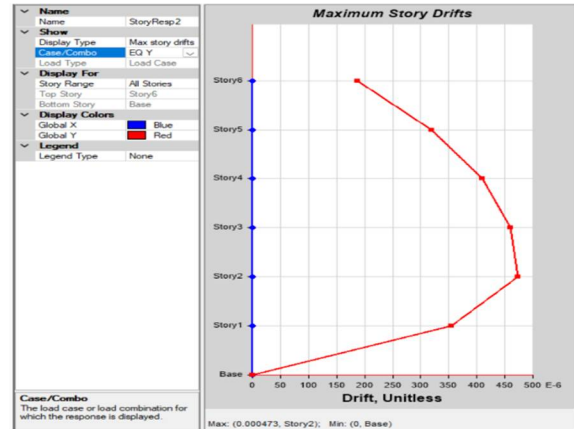 Name
Name StoryResp2
Show
Display Type Max story drifts
Case/Combo EQ Y
Load Type Load Case
Display For
Story Range All Stories
Top Story Story6
Bottom Story Base
Display Colors
Global X Blue
Global Y Red
Legend
Legend Type None
Case/Combo
The load case or load combination for
which the response is displayed.
Maximum Story Drifts
Story6
Story5
Story4
Story3
Story2
Story1
Base
0 50 100 150 200 250 300 350 400 450 500 E-6
Drift, Unitless
Max: (0.000473, Story2); Min: (0, Base)